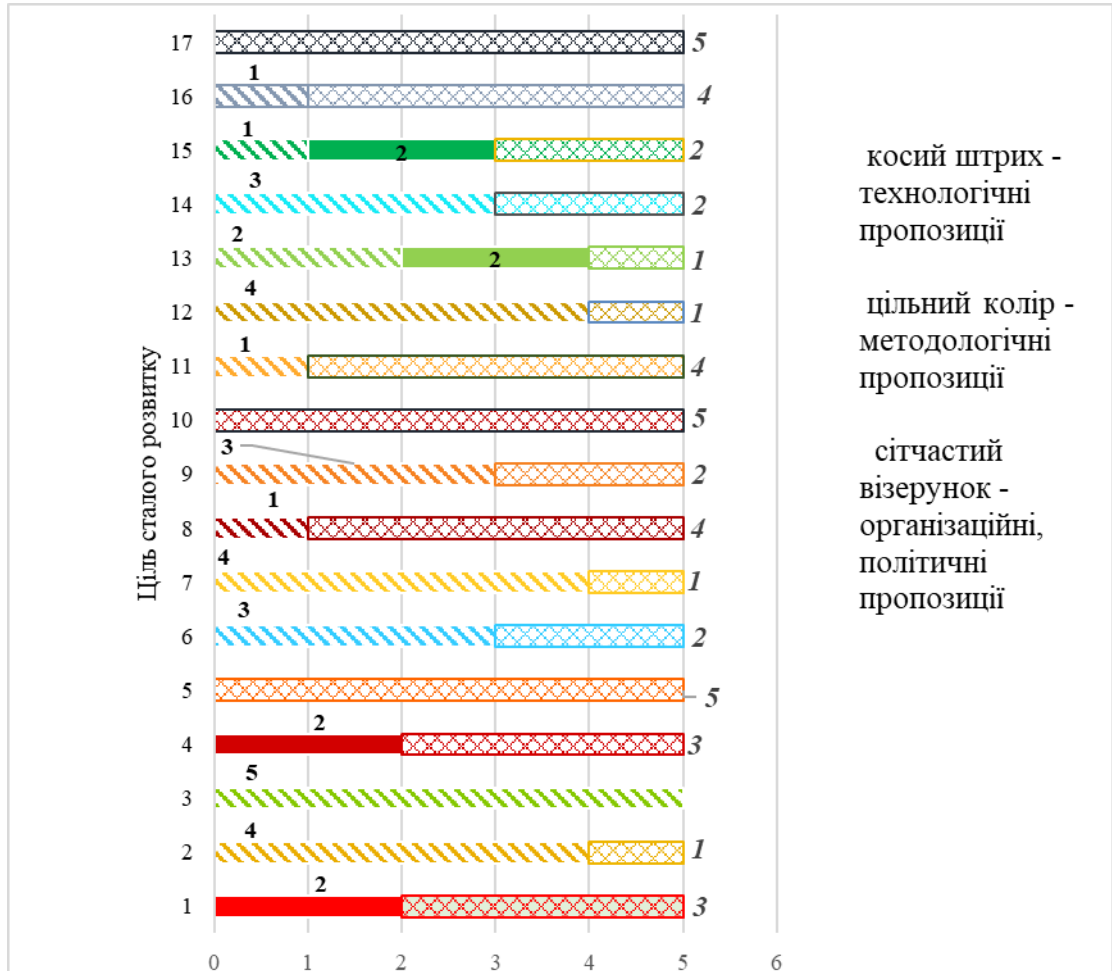 17 5
1
16 4
1
15 2 2
3
14 2
2
13 2 1
4
12 1
1
11 4
10 5
3
9 2
1
8 4
4
7 1
3
6 2
5 5
2
4 3
5
3
4
2 1
2
1 3
0 1 2 3 4 5 6
Ціль сталого розвитку
косий штрих -
технологічні
пропозиції
цільний колір -
методологічні
пропозиції
сітчастий
візерунок -
організаційні,
політичні
пропозиції